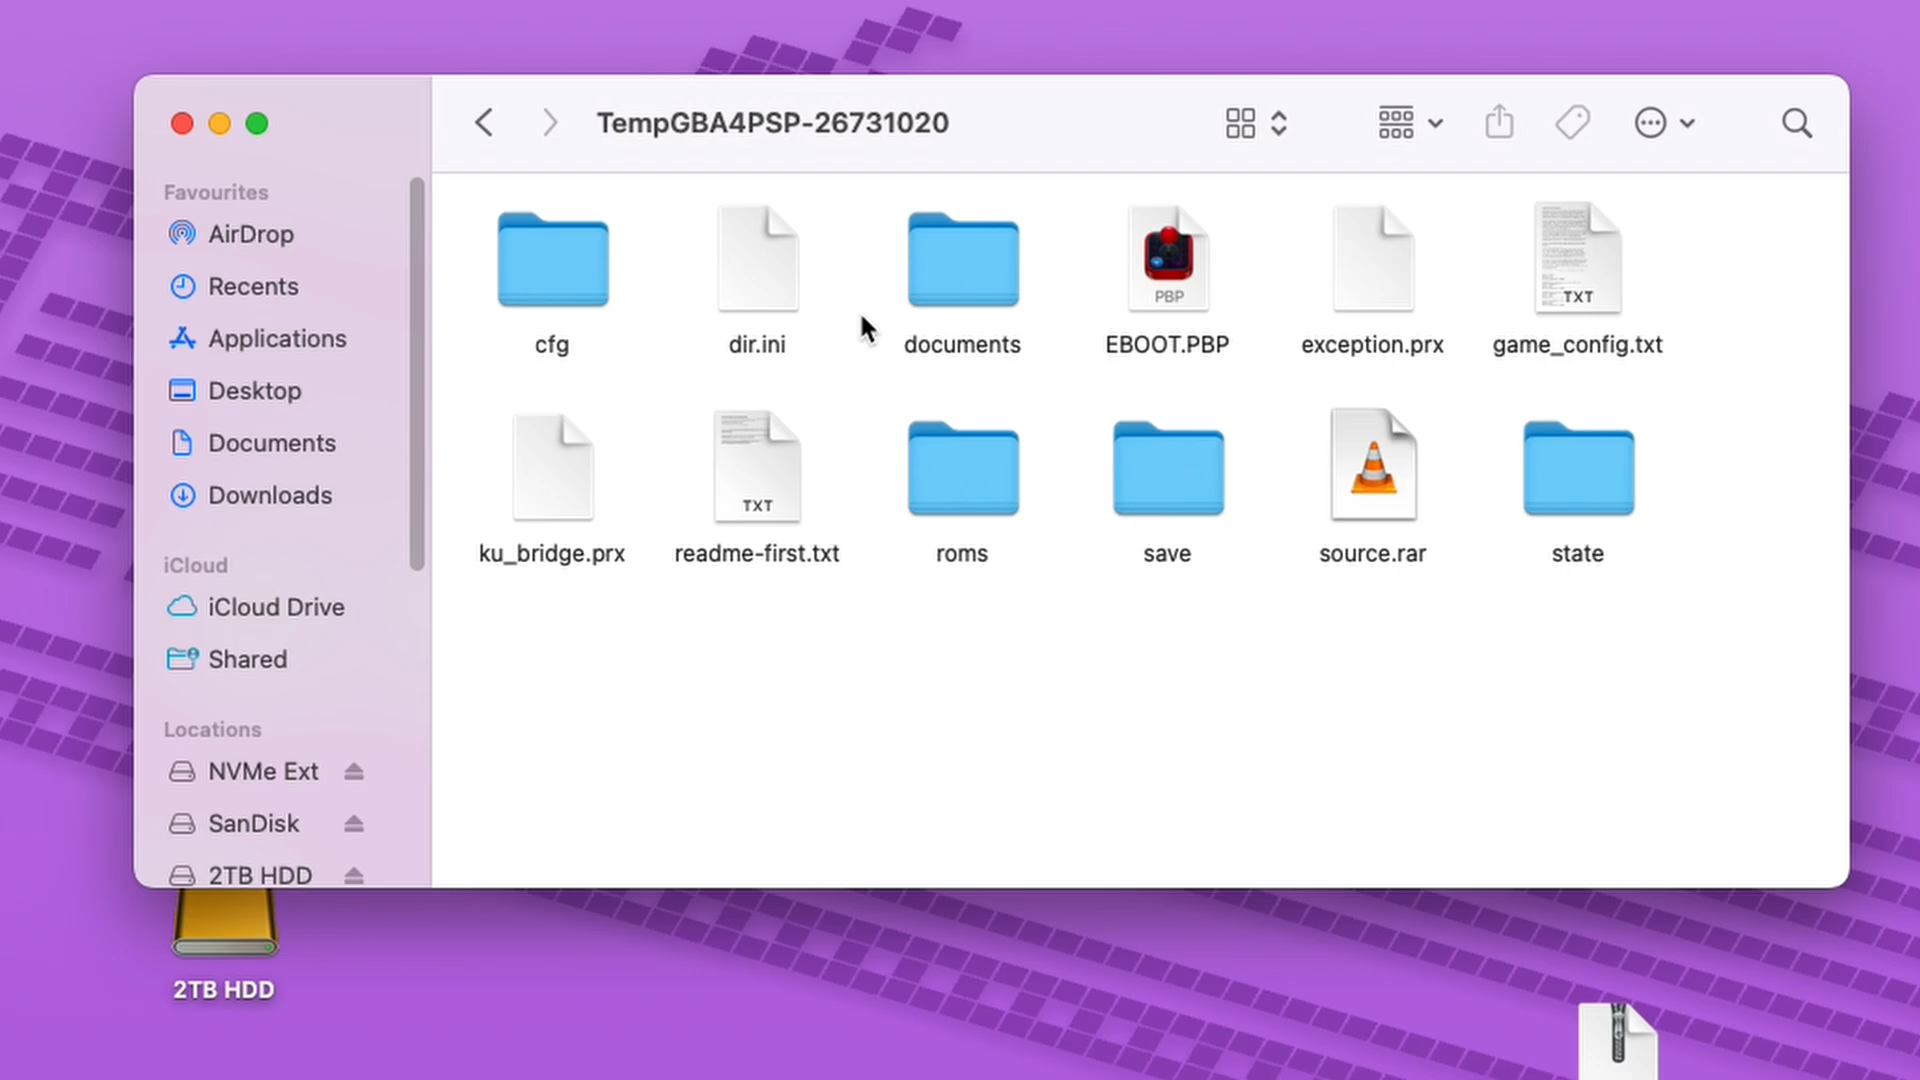 TempGBA4PSP-26731020
Favourites
AirDrop
Recents
Applications
Desktop
Documents
Downloads
iCloud
iCloud Drive
Shared
Locations
NVMe Ext
SanDisk
2TB HDD
cfg
dir.ini
documents
PBP
EBOOT.PBP
exception.prx
TXT
game_config.txt
ku_bridge.prx
TXT
readme-first.txt
roms
save
source.rar
state
2TB HDD